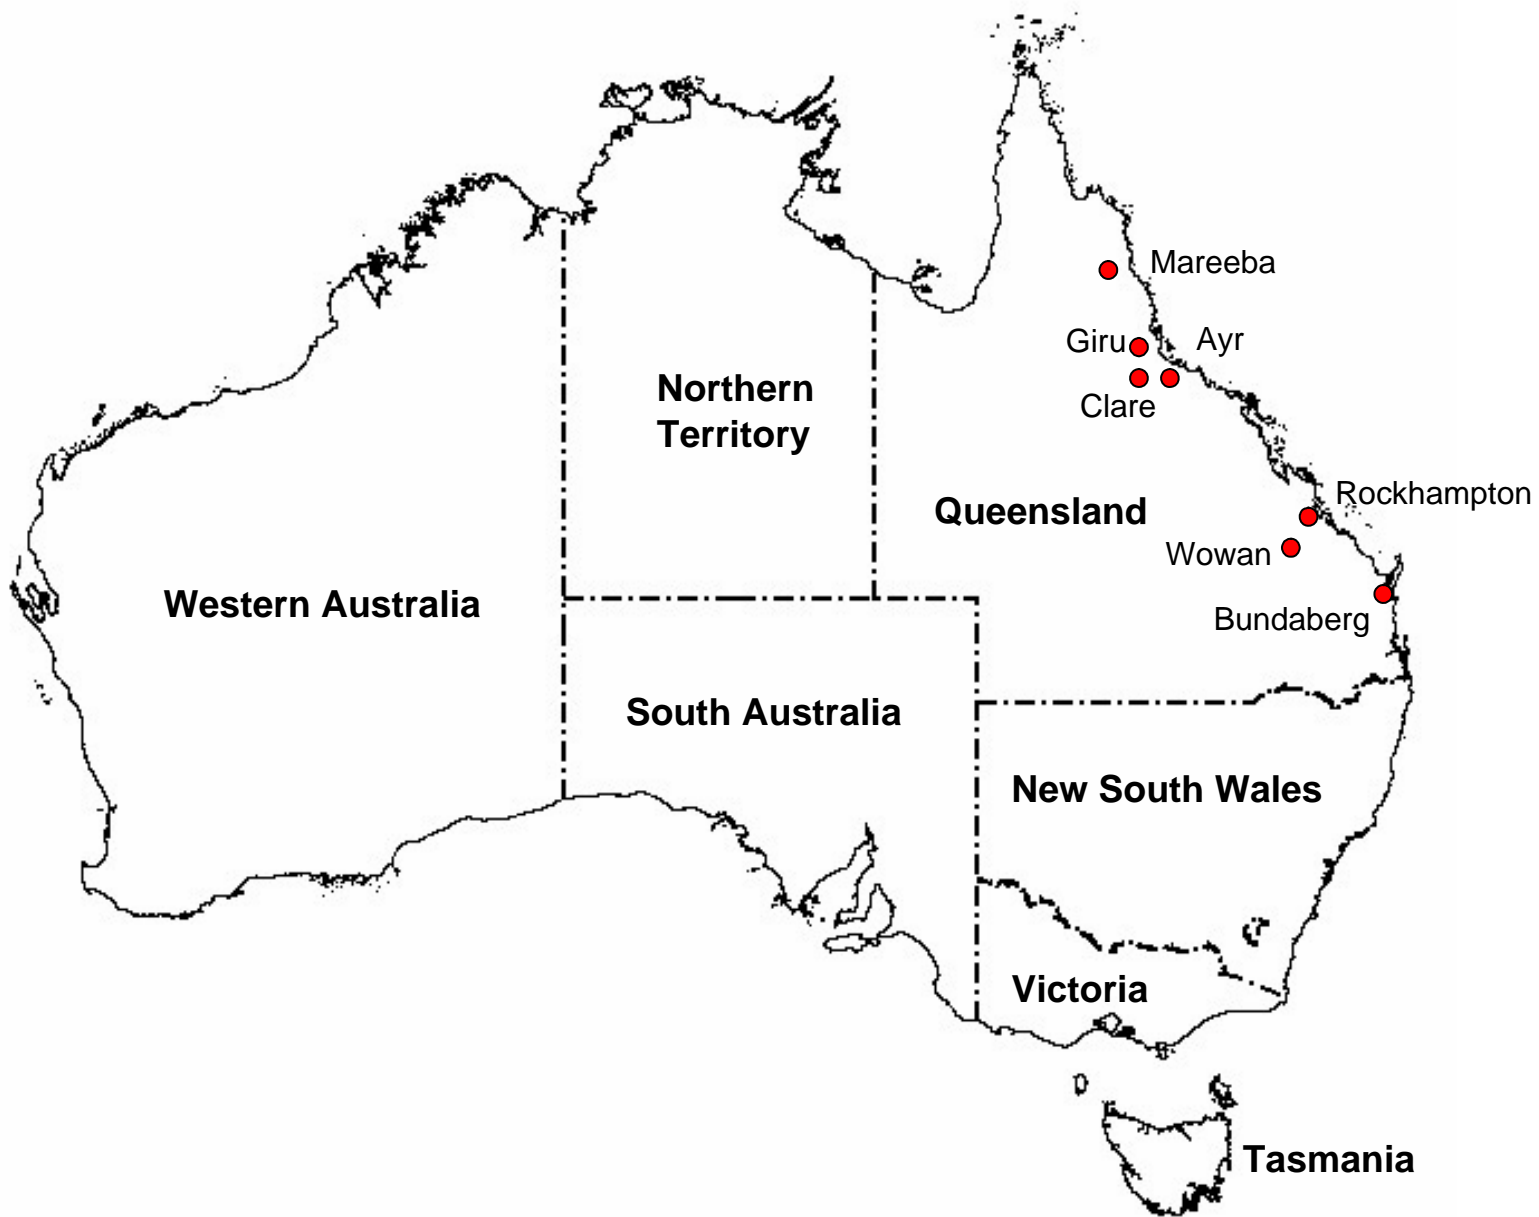 Mareeba
Giru
Ayr
Clare
Northern
Territory
Queensland
Rockhampton
Wowan
Bundaberg
Western Australia
South Australia
New South Wales
Victoria
Tasmania